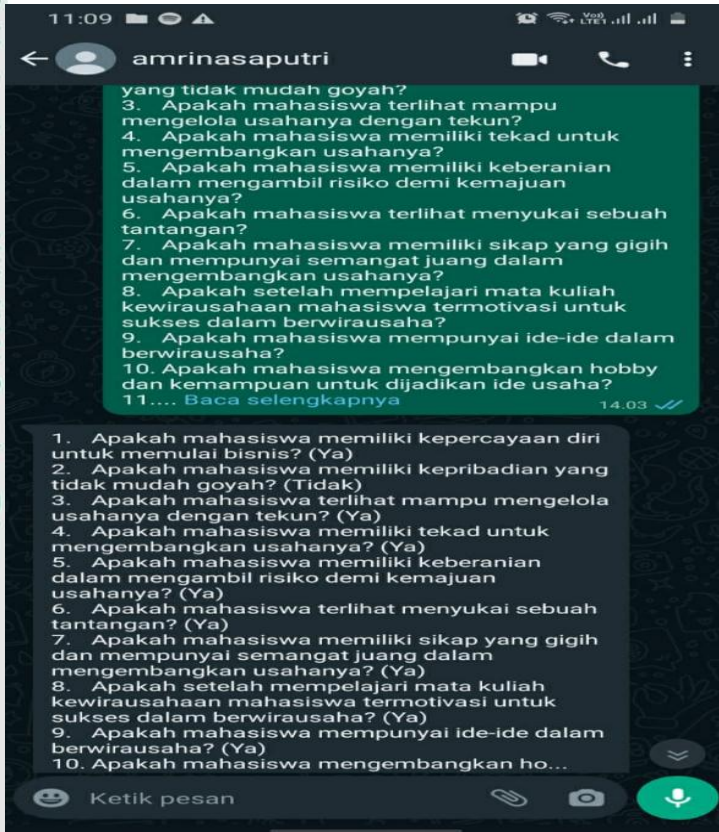 11:09
Voo)
LTE1
amrinasaputri
yang tidak mudah goyah?
3. Apakah mahasiswa terlihat mampu
mengelola usahanya dengan tekun?
4. Apakah mahasiswa memiliki tekad untuk
mengembangkan usahanya?
5. Apakah mahasiswa memiliki keberanian
dalam mengambil risiko demi kemajuan
usahanya?
6. Apakah mahasiswa terlihat menyukai sebuah
tantangan?
7. Apakah mahasiswa memiliki sikap yang gigih
dan mempunyai semangat juang dalam
mengembangkan usahanya?
8. Apakah setelah mempelajari mata kuliah
kewirausahaan mahasiswa termotivasi untuk
sukses dalam berwirausaha?
9. Apakah mahasiswa mempunyai ide-ide dalam
berwirausaha?
10. Apakah mahasiswa mengembangkan hobby
dan kemampuan untuk dijadikan ide usaha?
11.... Baca selengkapnya
14.03
1. Apakah mahasiswa memiliki kepercayaan diri
untuk memulai bisnis? (Ya)
2. Apakah mahasiswa memiliki kepribadian yang
tidak mudah goyah? (Tidak)
3. Apakah mahasiswa terlihat mampu mengelola
usahanya dengan tekun? (Ya)
4. Apakah mahasiswa memiliki tekad untuk
mengembangkan usahanya? (Ya)
5. Apakah mahasiswa memiliki keberanian
dalam mengambil risiko demi kemajuan
usahanya? (Ya)
6. Apakah mahasiswa terlihat menyukai sebuah
tantangan? (Ya)
7. Apakah mahasiswa memiliki sikap yang gigih
dan mempunyai semangat juang dalam
mengembangkan usahanya? (Ya)
8. Apakah setelah mempelajari mata kuliah
kewirausahaan mahasiswa termotivasi untuk
sukses dalam berwirausaha? (Ya)
9. Apakah mahasiswa mempunyai ide-ide dalam
berwirausaha? (Ya)
10. Apakah mahasiswa mengembangkan ho...
Ketik pesan